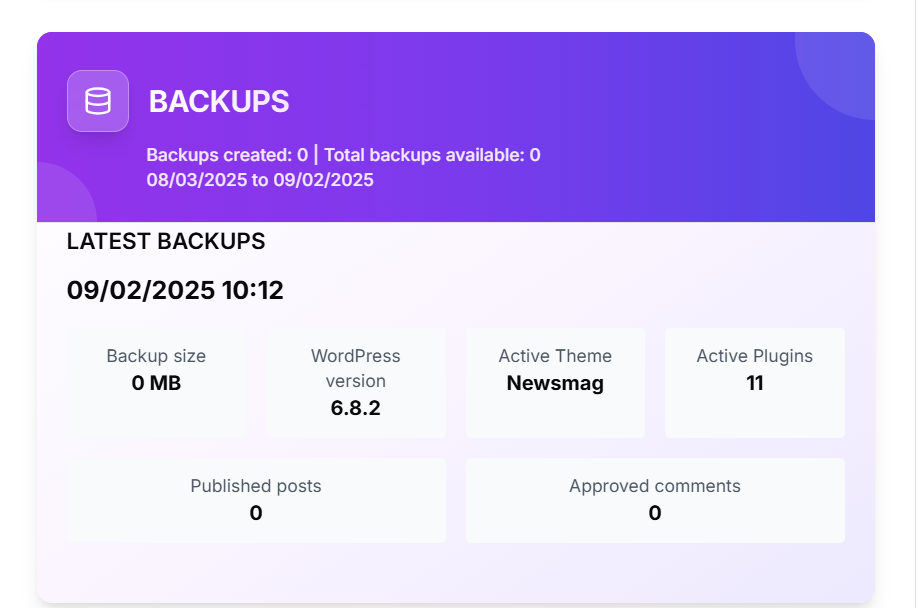 BACKUPS
Backups created: 0 | Total backups available: 0
08/03/2025 to 09/02/2025
LATEST BACKUPS
09/02/2025 10:12
Backup size
0 MB
WordPress
version
6.8.2
Active Theme
Newsmag
Active Plugins
11
Published posts
0
Approved comments
0